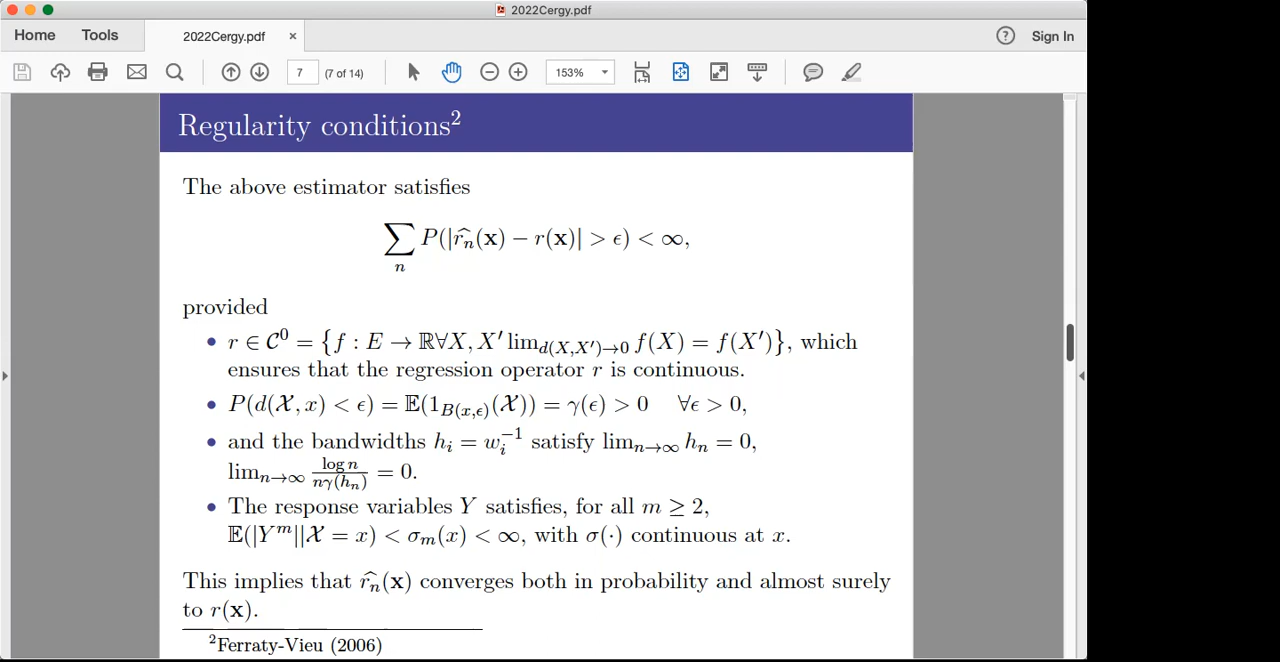 2022Cergy.pdf
Home Tools 2022Cergy.pdf × ? Sign In
7 (7 of 14) 153%
Regularity conditions²
The above estimator satisfies
∑ₙ P(|r̂ₙ(𝐱) − r(𝐱)| > ϵ) < ∞,
provided
• r ∈ 𝒞⁰ = {f : E → ℝ∀X, X′ lim_{d(X,X′)→0} f(X) = f(X′)}, which
ensures that the regression operator r is continuous.
• P(d(𝒳, x) < ϵ) = 𝔼(1_{B(x,ϵ)}(𝒳)) = γ(ϵ) > 0 ∀ϵ > 0,
• and the bandwidths hᵢ = wᵢ⁻¹ satisfy lim_{n→∞} hₙ = 0,
lim_{n→∞} log n / nγ(hₙ) = 0.
• The response variables Y satisfies, for all m ≥ 2,
𝔼(|Yᵐ||𝒳 = x) < σₘ(x) < ∞, with σ(·) continuous at x.
This implies that r̂ₙ(𝐱) converges both in probability and almost surely
to r(𝐱).
²Ferraty-Vieu (2006)